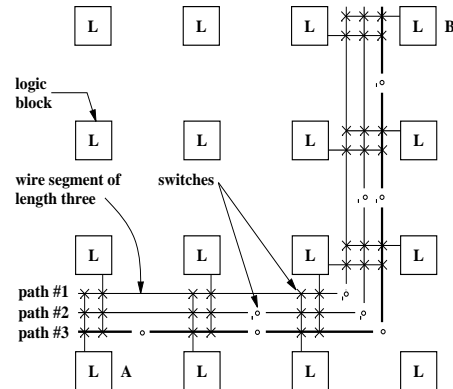 L L L L B
logic
block
L L L L
wire segment of
length three
switches
L L L L
path #1
path #2
path #3
L A L L L